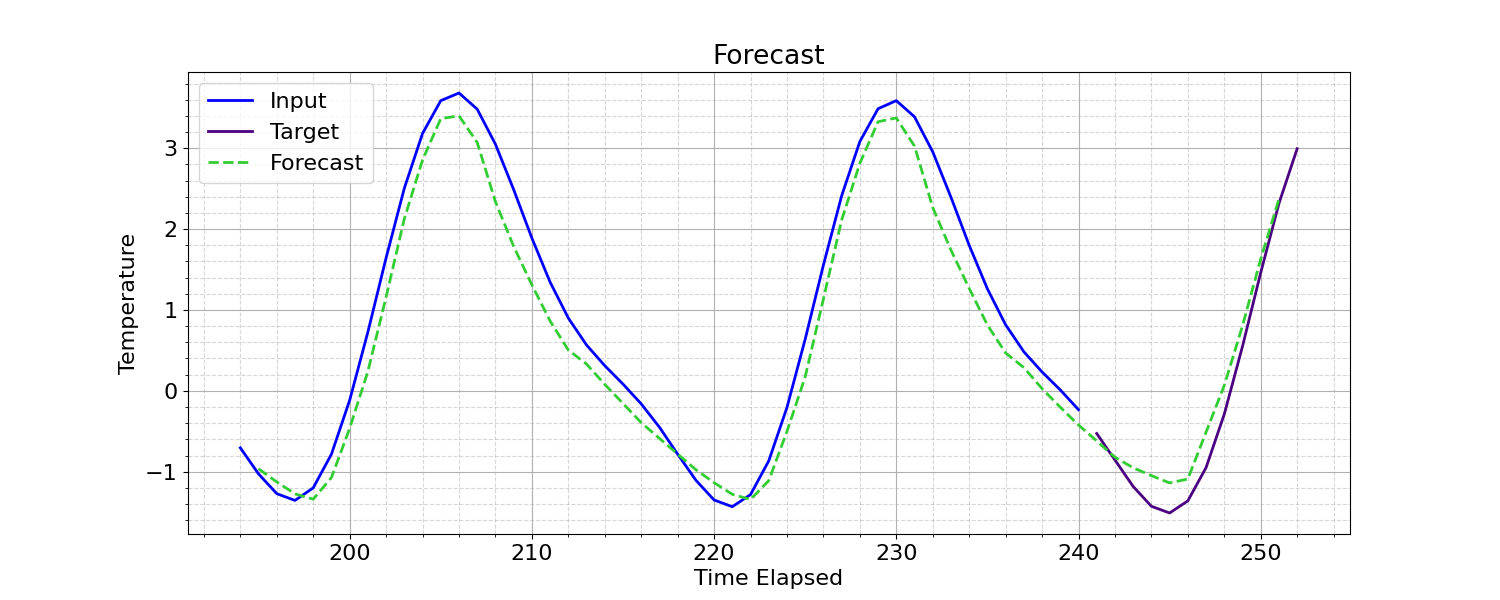 Forecast
Input
Target
Forecast
Temperature
3
2
1
0
−1
200 210 220 230 240 250
Time Elapsed